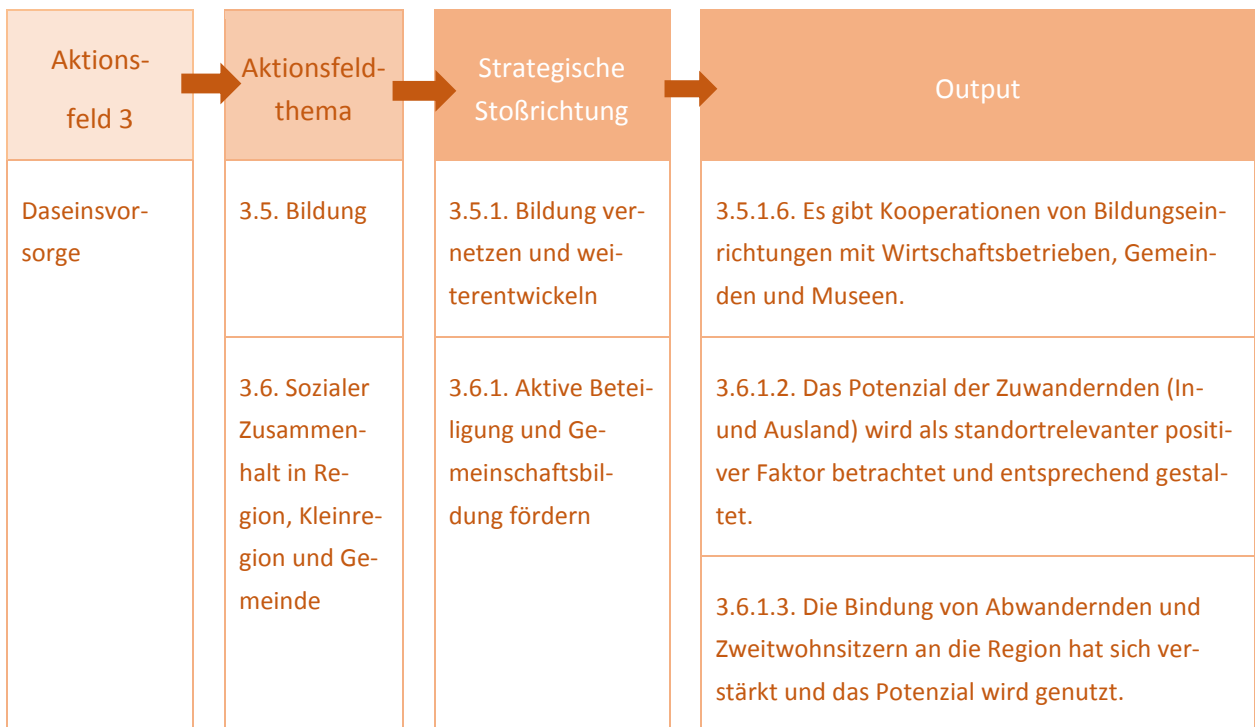 Aktions-
feld 3
Aktionsfeld-
thema
Strategische
Stoßrichtung
Output
Daseinsvor-
sorge
3.5. Bildung
3.5.1. Bildung ver-
netzen und wei-
terentwickeln
3.5.1.6. Es gibt Kooperationen von Bildungsein-
richtungen mit Wirtschaftsbetrieben, Gemein-
den und Museen.
3.6. Sozialer
Zusammen-
halt in Re-
gion, Kleinre-
gion und Ge-
meinde
3.6.1. Aktive Betei-
ligung und Ge-
meinschaftsbil-
dung fördern
3.6.1.2. Das Potenzial der Zuwandernden (In-
und Ausland) wird als standortrelevanter positi-
ver Faktor betrachtet und entsprechend gestal-
tet.
3.6.1.3. Die Bindung von Abwandernden und
Zweitwohnsitzern an die Region hat sich ver-
stärkt und das Potenzial wird genutzt.